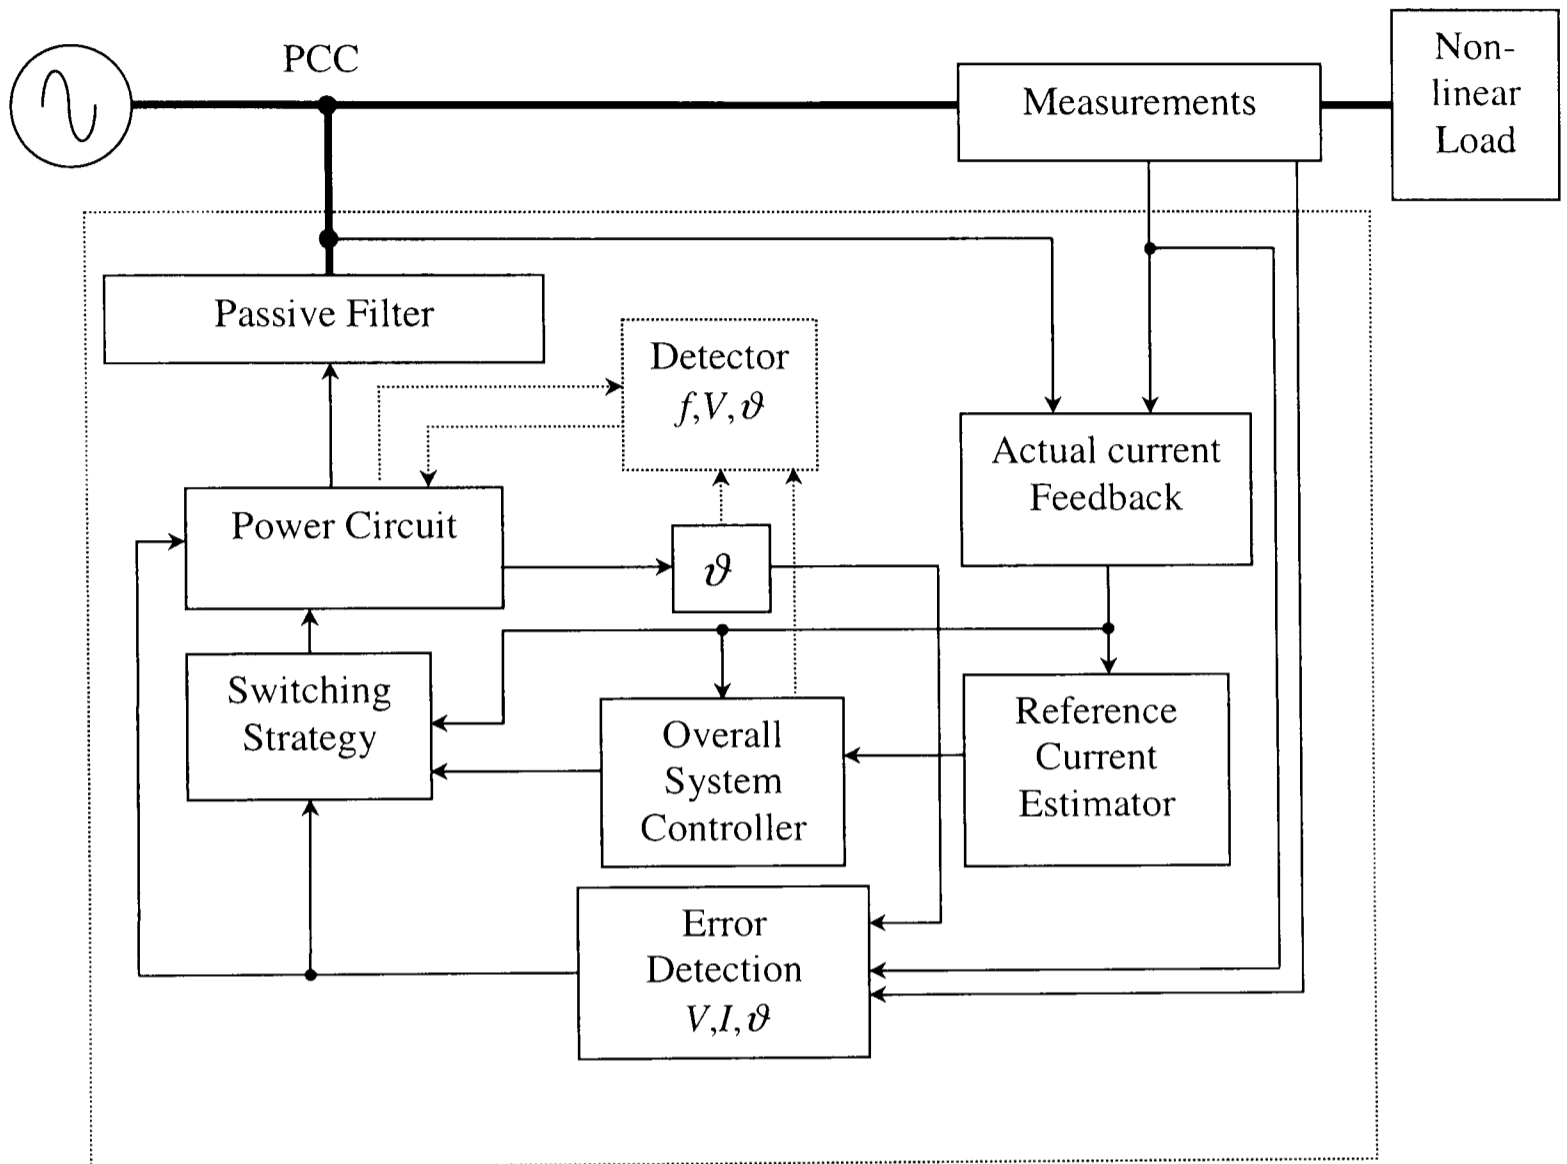 PCC
Measurements
Non-
linear
Load
Passive Filter
Detector
f,V,ϑ
Actual current
Feedback
Power Circuit
ϑ
Switching
Strategy
Overall
System
Controller
Reference
Current
Estimator
Error
Detection
V,I,ϑ